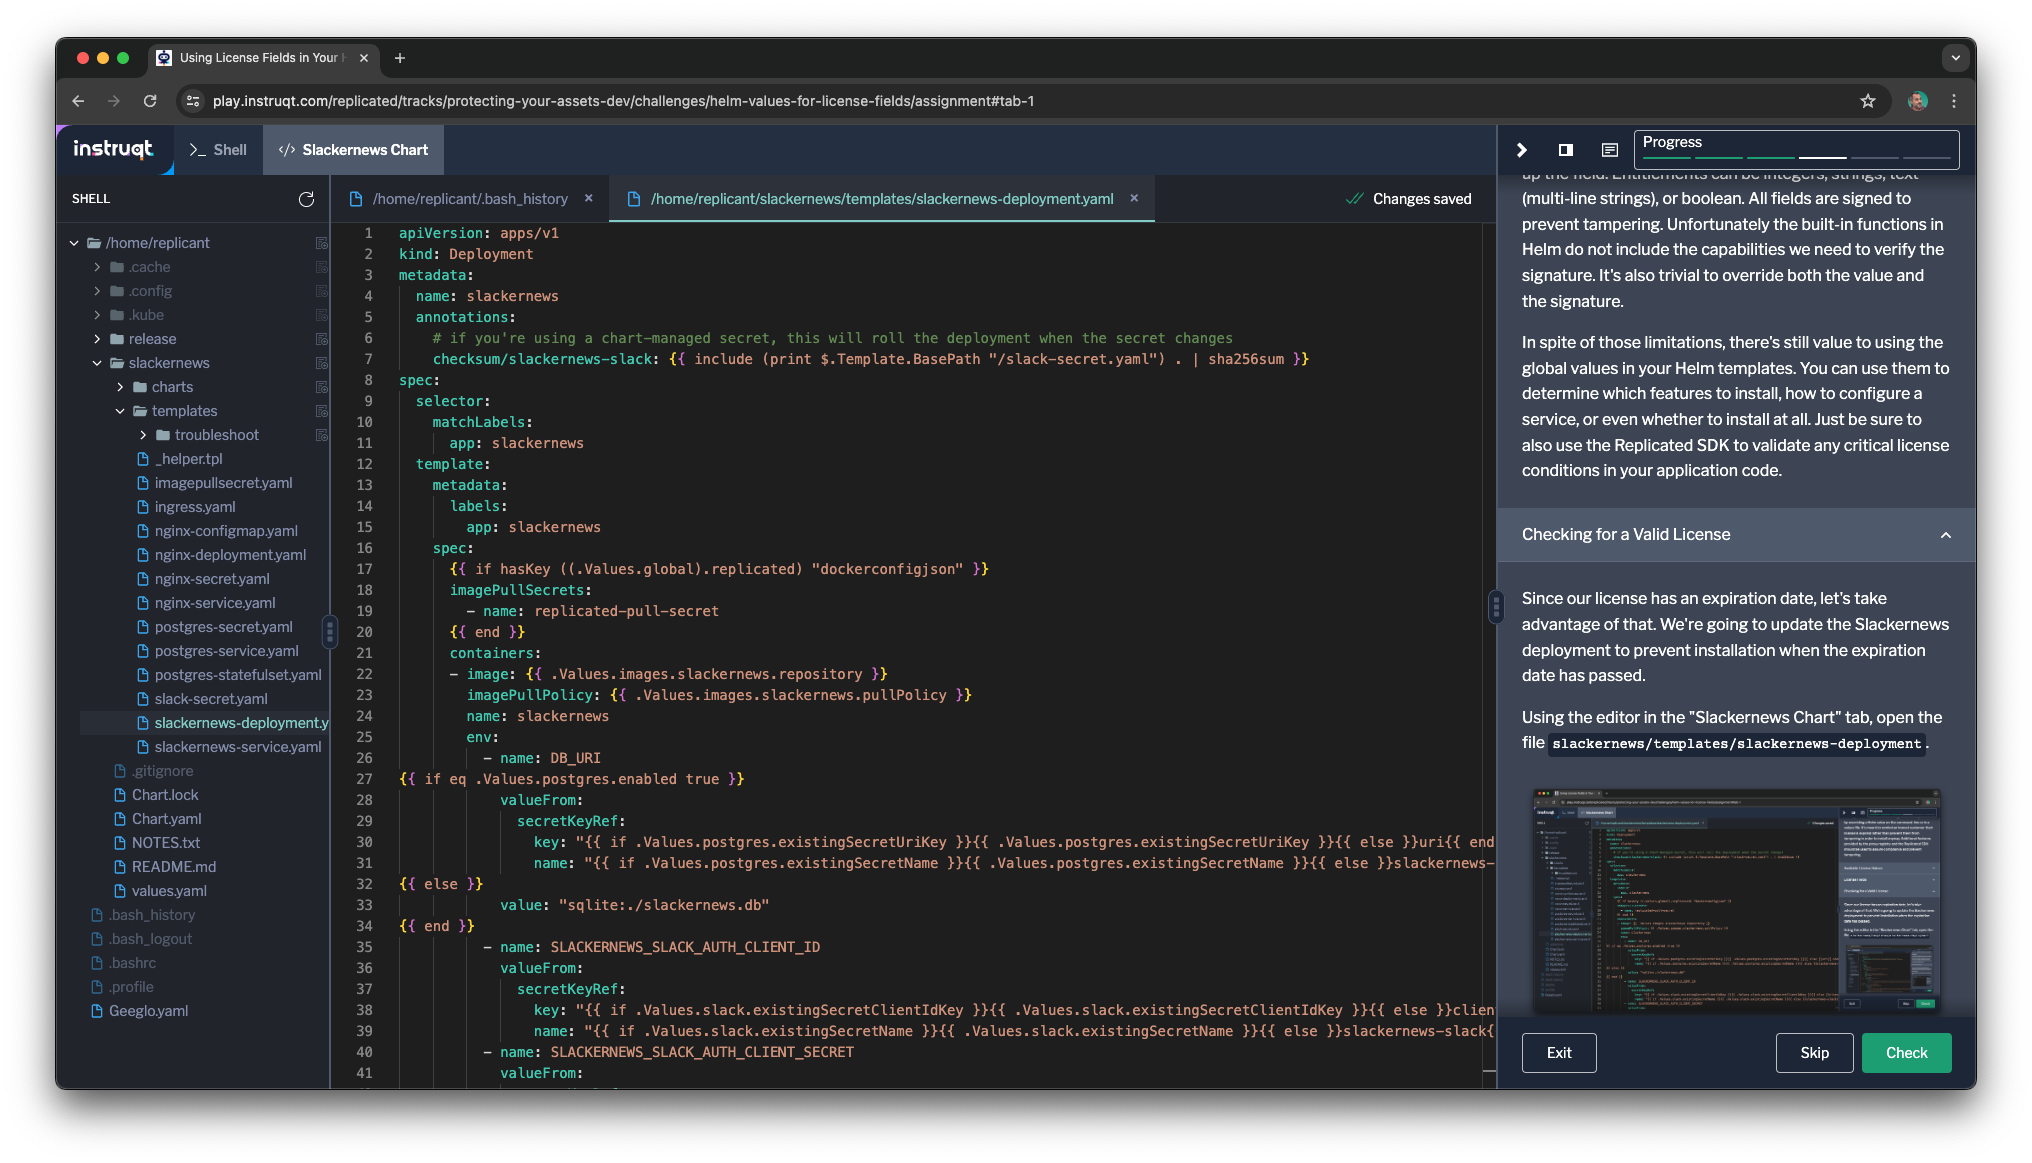 Using License Fields in Your H
play.instruqt.com/replicated/tracks/protecting-your-assets-dev/challenges/helm-values-for-license-fields/assignment#tab-1
instruqt
>_ Shell
</> Slackernews Chart
Progress
SHELL
/home/replicant/.bash_history
/home/replicant/slackernews/templates/slackernews-deployment.yaml
Changes saved
/home/replicant
.cache
.config
.kube
release
slackernews
charts
templates
troubleshoot
_helper.tpl
imagepullsecret.yaml
ingress.yaml
nginx-configmap.yaml
nginx-deployment.yaml
nginx-secret.yaml
nginx-service.yaml
postgres-secret.yaml
postgres-service.yaml
postgres-statefulset.yaml
slack-secret.yaml
slackernews-deployment.y
slackernews-service.yaml
.gitignore
Chart.lock
Chart.yaml
NOTES.txt
README.md
values.yaml
.bash_history
.bash_logout
.bashrc
.profile
Geeglo.yaml
1 apiVersion: apps/v1
2 kind: Deployment
3 metadata:
4 name: slackernews
5 annotations:
6 # if you're using a chart-managed secret, this will roll the deployment when the secret changes
7 checksum/slackernews-slack: {{ include (print $.Template.BasePath "/slack-secret.yaml") . | sha256sum }}
8 spec:
9 selector:
10 matchLabels:
11 app: slackernews
12 template:
13 metadata:
14 labels:
15 app: slackernews
16 spec:
17 {{ if hasKey ((.Values.global).replicated) "dockerconfigjson" }}
18 imagePullSecrets:
19 - name: replicated-pull-secret
20 {{ end }}
21 containers:
22 - image: {{ .Values.images.slackernews.repository }}
23 imagePullPolicy: {{ .Values.images.slackernews.pullPolicy }}
24 name: slackernews
25 env:
26 - name: DB_URI
27 {{ if eq .Values.postgres.enabled true }}
28 valueFrom:
29 secretKeyRef:
30 key: "{{ if .Values.postgres.existingSecretUriKey }}{{ .Values.postgres.existingSecretUriKey }}{{ else }}uri{{ end
31 name: "{{ if .Values.postgres.existingSecretName }}{{ .Values.postgres.existingSecretName }}{{ else }}slackernews-
32 {{ else }}
33 value: "sqlite:./slackernews.db"
34 {{ end }}
35 - name: SLACKERNEWS_SLACK_AUTH_CLIENT_ID
36 valueFrom:
37 secretKeyRef:
38 key: "{{ if .Values.slack.existingSecretClientIdKey }}{{ .Values.slack.existingSecretClientIdKey }}{{ else }}clien
39 name: "{{ if .Values.slack.existingSecretName }}{{ .Values.slack.existingSecretName }}{{ else }}slackernews-slack{
40 - name: SLACKERNEWS_SLACK_AUTH_CLIENT_SECRET
41 valueFrom:
up the field. Entitlements can be integers, strings, text
(multi-line strings), or boolean. All fields are signed to
prevent tampering. Unfortunately the built-in functions in
Helm do not include the capabilities we need to verify the
signature. It's also trivial to override both the value and
the signature.
In spite of those limitations, there's still value to using the
global values in your Helm templates. You can use them to
determine which features to install, how to configure a
service, or even whether to install at all. Just be sure to
also use the Replicated SDK to validate any critical license
conditions in your application code.
Checking for a Valid License
Since our license has an expiration date, let's take
advantage of that. We're going to update the Slackernews
deployment to prevent installation when the expiration
date has passed.
Using the editor in the "Slackernews Chart" tab, open the
file slackernews/templates/slackernews-deployment.
Exit
Skip
Check